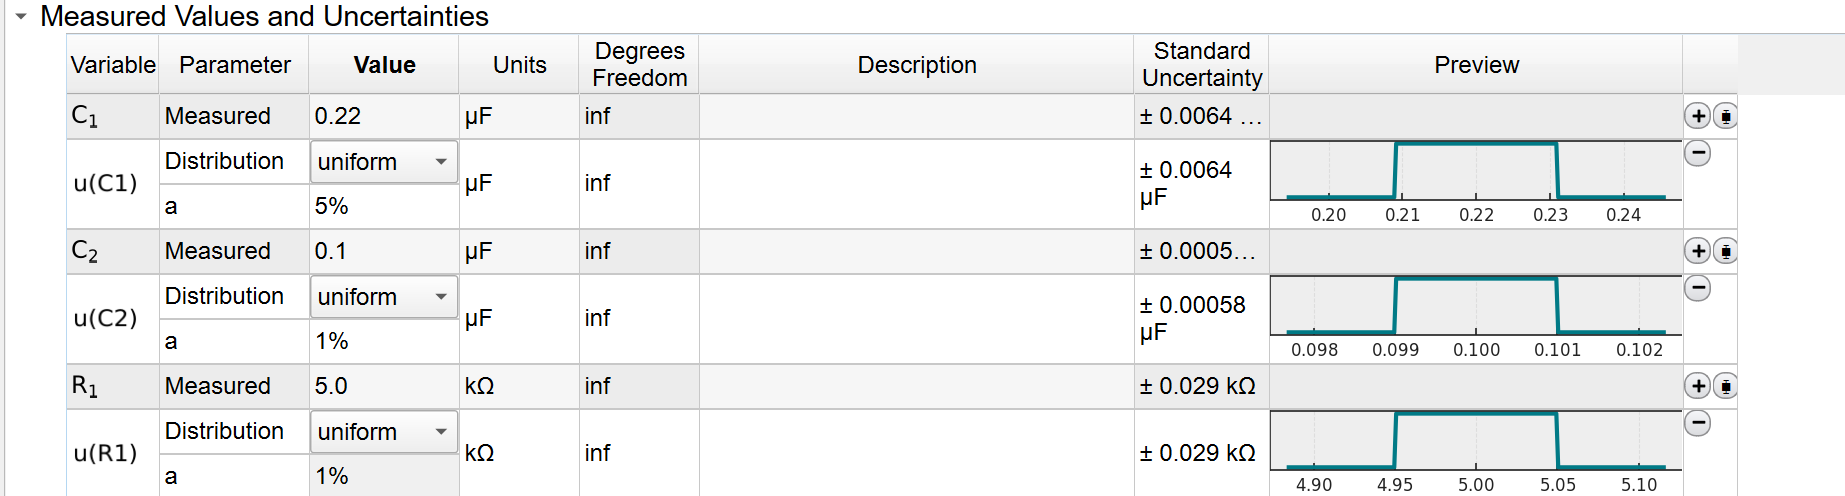 Measured Values and Uncertainties
Variable Parameter Value Units Degrees Freedom Description Standard Uncertainty Preview
C₁ Measured 0.22 µF inf ± 0.0064 …
u(C1) Distribution uniform µF inf ± 0.0064 µF
a 5%
0.20 0.21 0.22 0.23 0.24
C₂ Measured 0.1 µF inf ± 0.0005…
u(C2) Distribution uniform µF inf ± 0.00058 µF
a 1%
0.098 0.099 0.100 0.101 0.102
R₁ Measured 5.0 kΩ inf ± 0.029 kΩ
u(R1) Distribution uniform kΩ inf ± 0.029 kΩ
a 1%
4.90 4.95 5.00 5.05 5.10